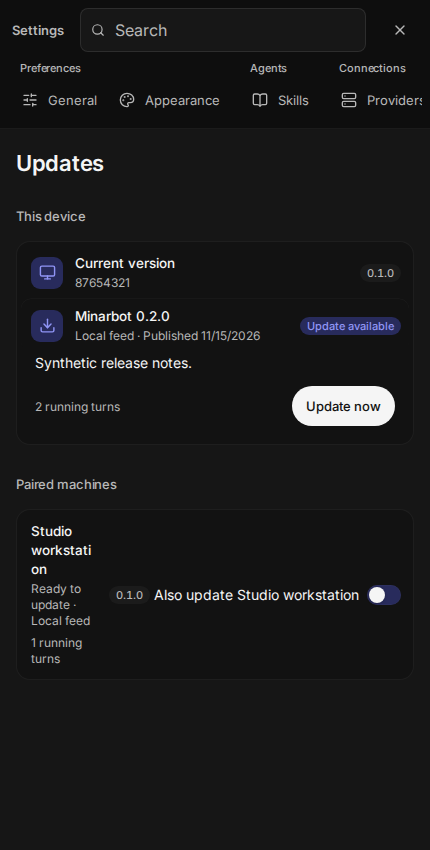 Settings
Search
Preferences
Agents
Connections
General
Appearance
Skills
Providers
Updates
This device
Current version
87654321
0.1.0
Minarbot 0.2.0
Local feed · Published 11/15/2026
Update available
Synthetic release notes.
2 running turns
Update now
Paired machines
Studio
workstati
on
Ready to
update ·
Local feed
1 running
turns
0.1.0
Also update Studio workstation